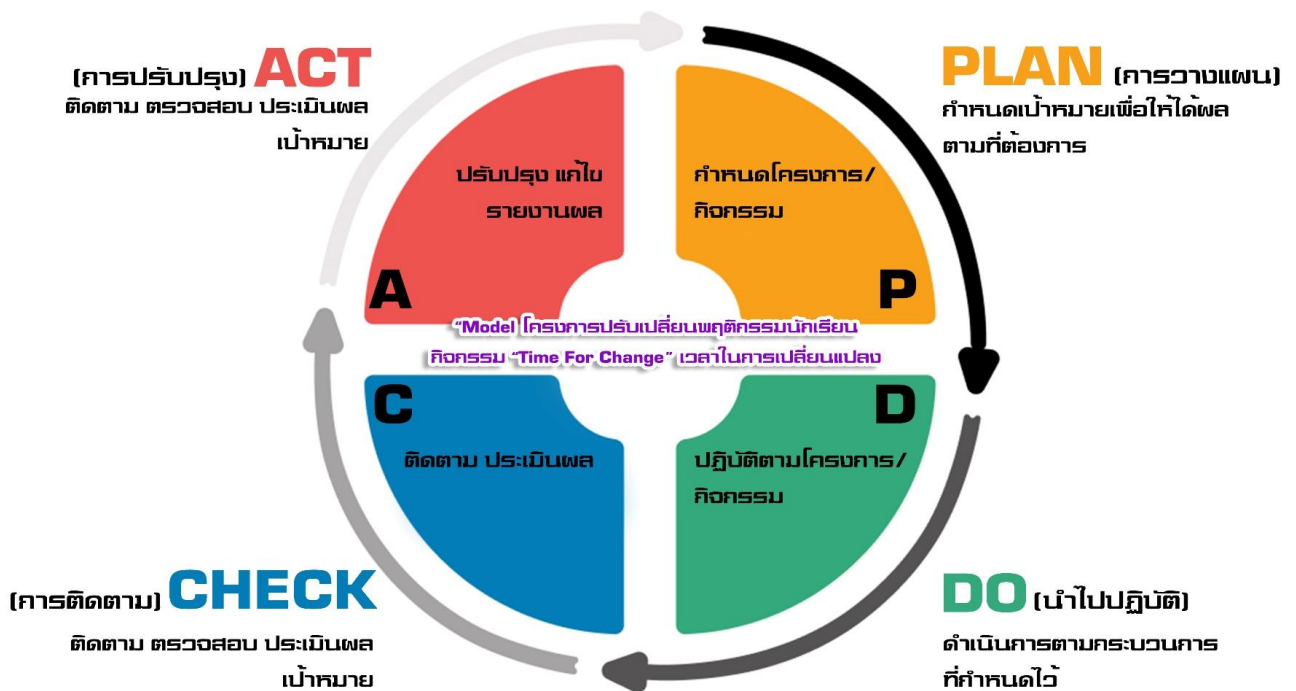 (การปรับปรุง) ACT
ติดตาม ตรวจสอบ ประเมินผล
เป้าหมาย
PLAN (การวางแผน)
กำหนดเป้าหมายเพื่อให้ได้ผล
ตามที่ต้องการ
ปรับปรุง แก้ไข
รายงานผล
A
กำหนดโครงการ/
กิจกรรม
P
"Model โครงการปรับเปลี่ยนพฤติกรรมนักเรียน
กิจกรรม "Time For Change" เวลาในการเปลี่ยนแปลง
C
ติดตาม ประเมินผล
D
ปฏิบัติตามโครงการ/
กิจกรรม
(การติดตาม) CHECK
ติดตาม ตรวจสอบ ประเมินผล
เป้าหมาย
DO (นำไปปฏิบัติ)
ดำเนินการตามกระบวนการ
ที่กำหนดไว้